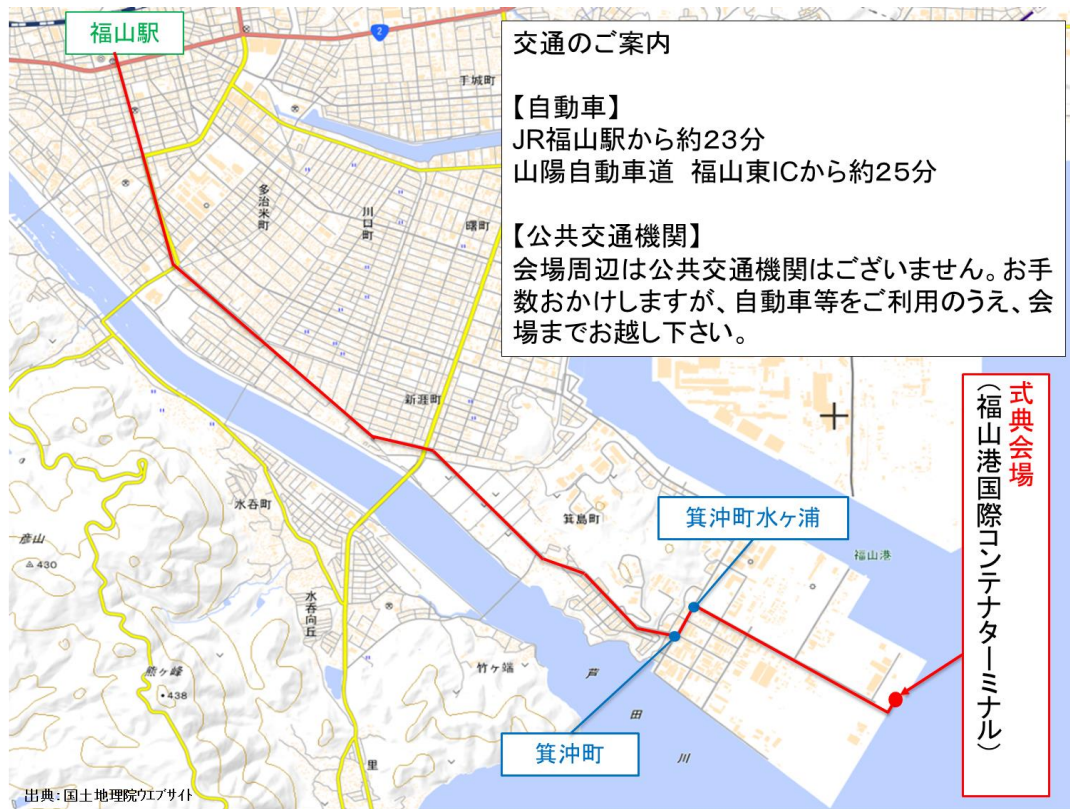 福山駅
2
手城町
交通のご案内
【自動車】
JR福山駅から約23分
山陽自動車道 福山東ICから約25分
【公共交通機関】
会場周辺は公共交通機関はございません。お手
数おかけしますが、自動車等をご利用のうえ、会
場までお越し下さい。
多治米町
川口町
曙町
新涯町
式典会場
（福山港国際コンテナターミナル）
水呑町
箕島町
箕沖町水ヶ浦
福山港
彦山
430
水呑向丘
熊ヶ峰
438
竹ヶ端
芦田川
箕沖町
里
出典：国土地理院ウエブサイト